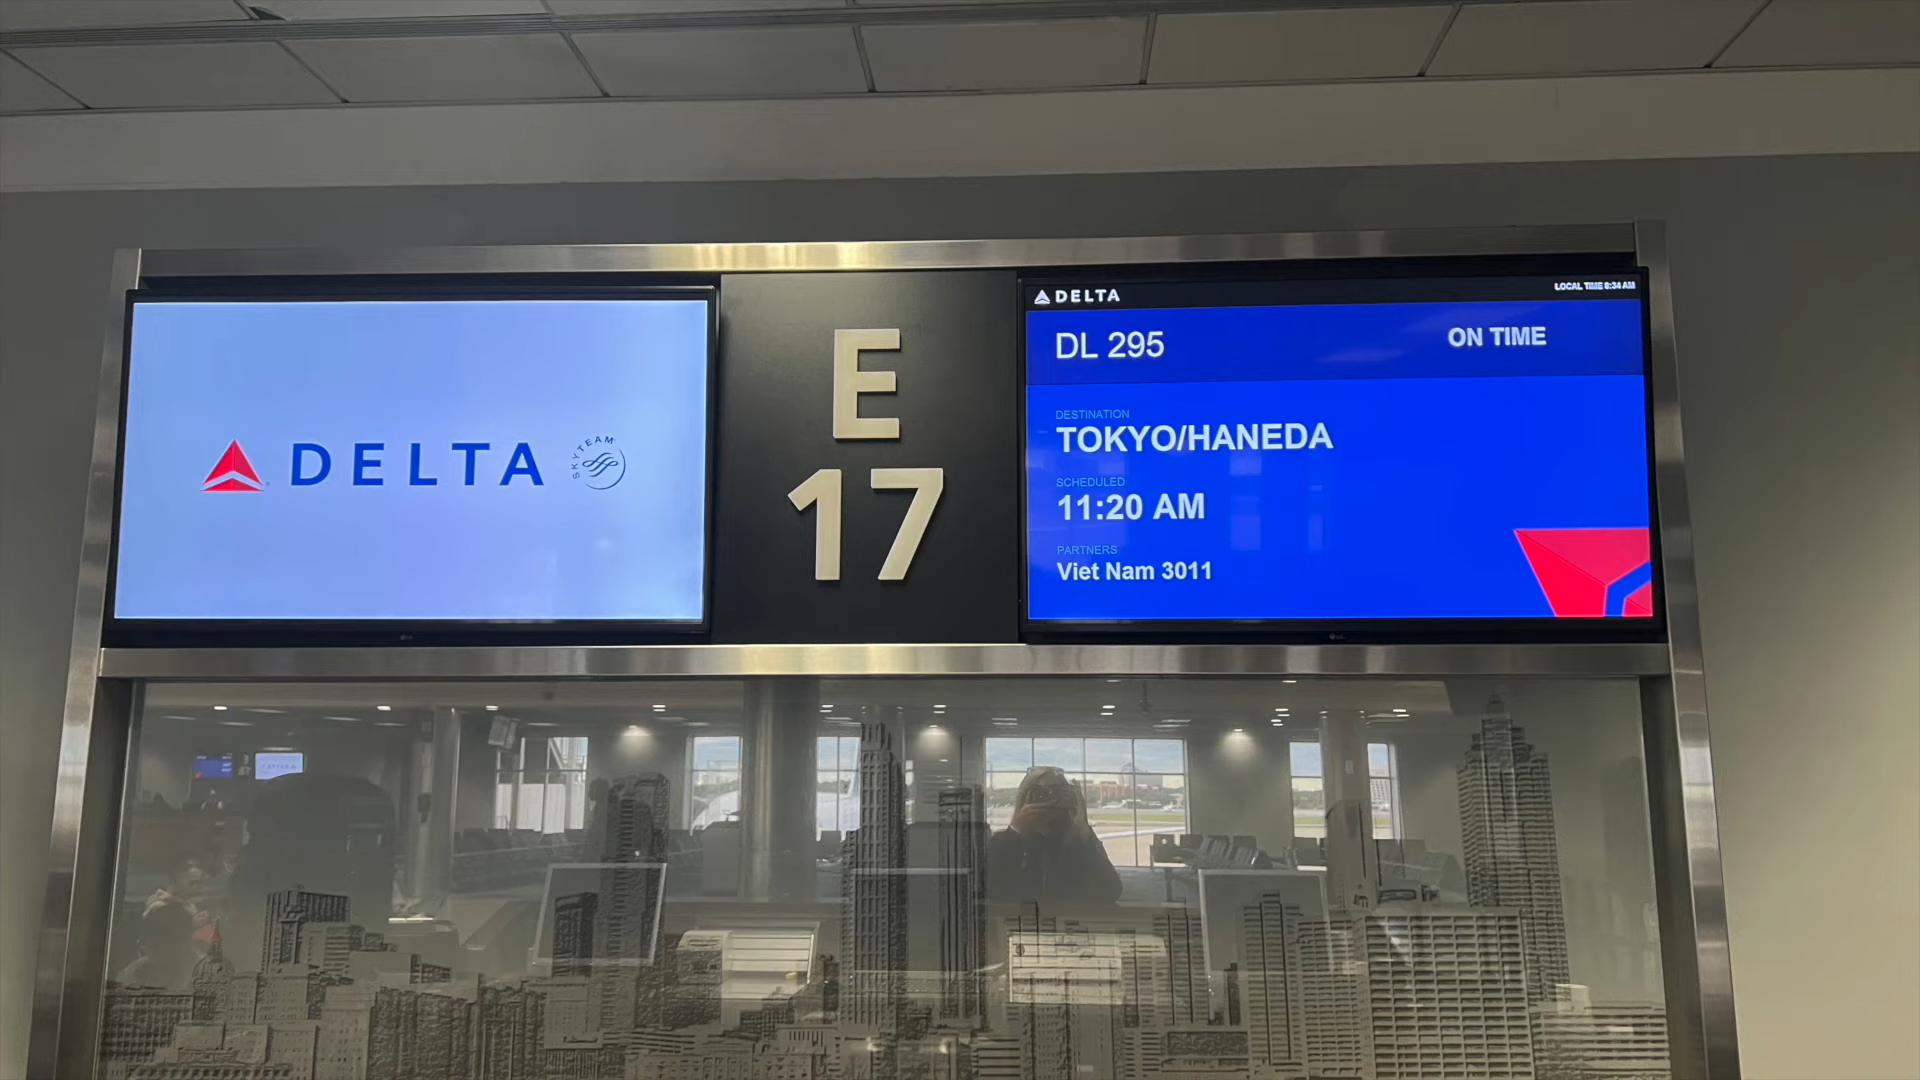 DELTA
SKYTEAM
E
17
DELTA
LOCAL TIME 8:34 AM
DL 295
ON TIME
DESTINATION
TOKYO/HANEDA
SCHEDULED
11:20 AM
PARTNERS
Viet Nam 3011